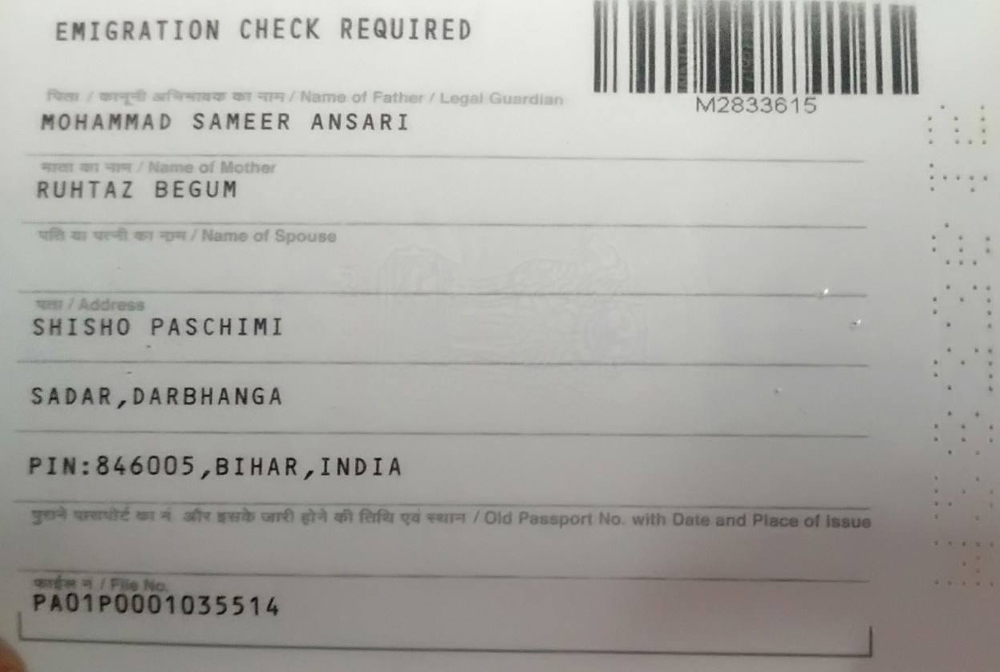 EMIGRATION CHECK REQUIRED
M2833615
पिता / कानूनी अभिभावक का नाम / Name of Father / Legal Guardian
MOHAMMAD SAMEER ANSARI
माता का नाम / Name of Mother
RUHTAZ BEGUM
पति या पत्नी का नाम / Name of Spouse
पता / Address
SHISHO PASCHIMI
SADAR,DARBHANGA
PIN:846005,BIHAR,INDIA
पुराने पासपोर्ट का नं. और इसके जारी होने की तिथि एवं स्थान / Old Passport No. with Date and Place of Issue
फाईल नं. / File No.
PA01P0001035514